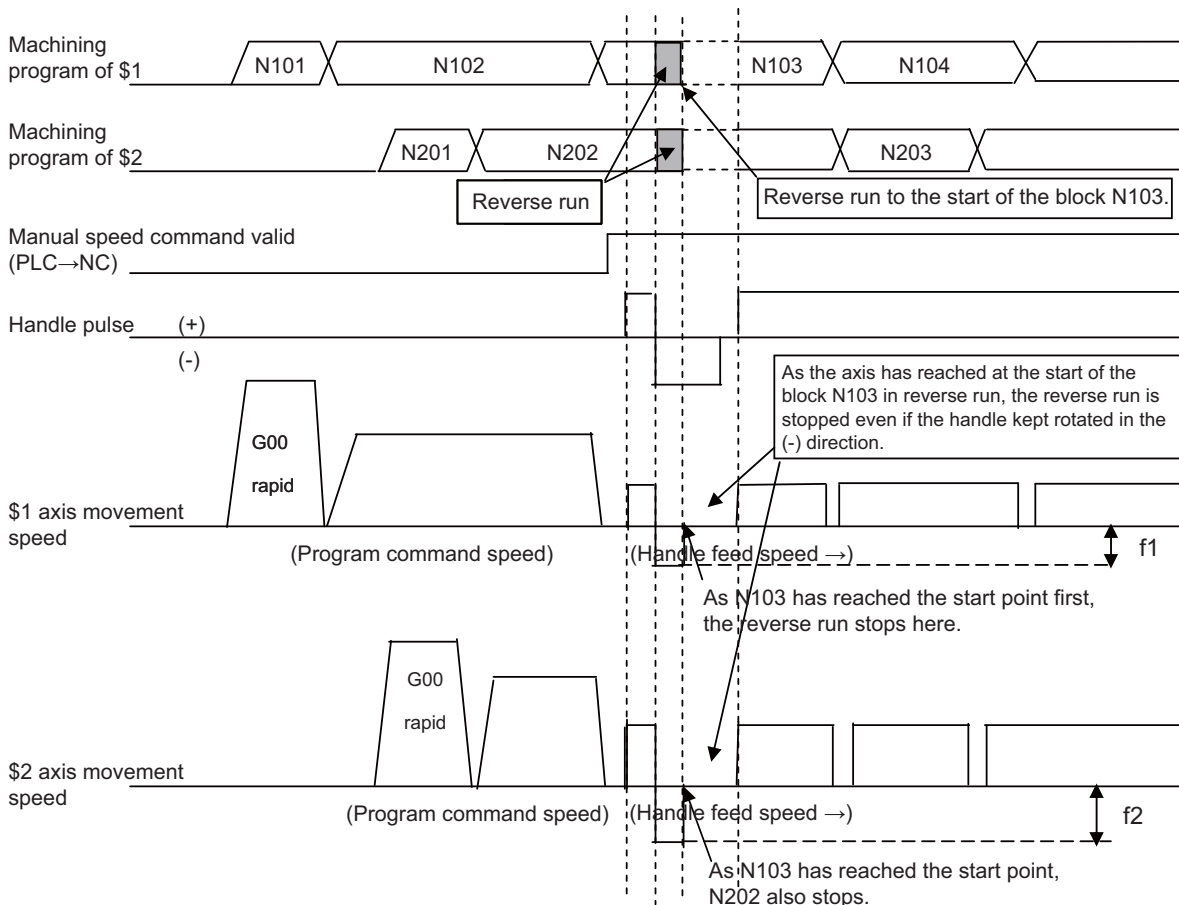 Machining
program of $1
N101
N102
N103
N104
Machining
program of $2
N201
N202
N203
Reverse run
Reverse run to the start of the block N103.
Manual speed command valid
(PLC→NC)
Handle pulse (+)
(-)
As the axis has reached at the start of the
block N103 in reverse run, the reverse run is
stopped even if the handle kept rotated in the
(-) direction.
G00
rapid
$1 axis movement
speed
(Program command speed)
(Handle feed speed →)
f1
As N103 has reached the start point first,
the reverse run stops here.
G00
rapid
$2 axis movement
speed
(Program command speed)
(Handle feed speed →)
f2
As N103 has reached the start point,
N202 also stops.